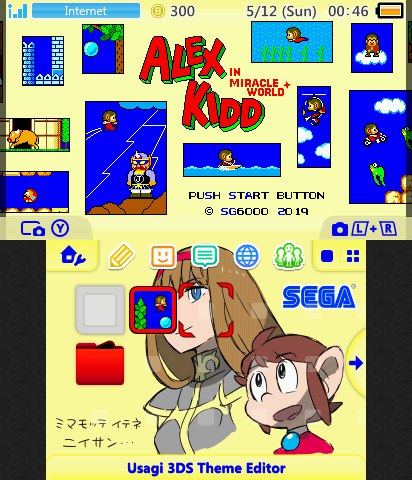 Internet
300
5/12 (Sun)
00:46
ALEX
KIDD
IN
MIRACLE
WORLD
PUSH START BUTTON
© SG6000 2019
Y
L+R
SEGA
ミマモッテイテネ
ニイサン･･･
Usagi 3DS Theme Editor